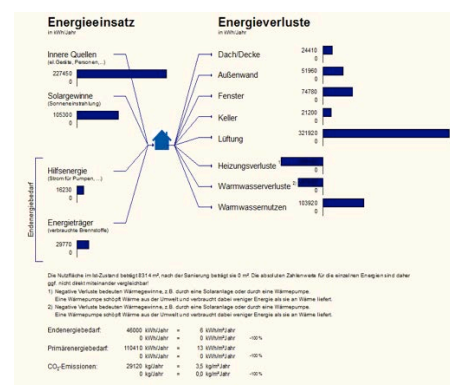 Energieeinsatz
in kWh/Jahr
Energieverluste
in kWh/Jahr
Innere Quellen
(el. Geräte, Personen,...)
227450
0
Solargewinne
(Sonneneinstrahlung)
105300
0
Hilfsenergie
(Strom für Pumpen, ...)
16230
0
Energieträger
(verbrauchte Brennstoffe)
29770
0
Endenergiebedarf
Dach/Decke
24410
0
Außenwand
51960
0
Fenster
74780
0
Keller
21200
0
Lüftung
321920
0
Heizungsverluste
0
Warmwasserverluste
0
Warmwassernutzen
103920
0
Die Nutzfläche im Ist-Zustand beträgt 8314 m², nach der Sanierung beträgt sie 0 m². Die absoluten Zahlenwerte für die einzelnen Energien sind daher
ggf. nicht direkt miteinander vergleichbar!
1) Negative Verluste bedeuten Wärmegewinne, z.B. durch eine Solaranlage oder durch eine Wärmepumpe.
Eine Wärmepumpe schöpft Wärme aus der Umwelt und verbraucht dabei weniger Energie als sie an Wärme liefert.
2) Negative Verluste bedeuten Wärmegewinne, z.B. durch eine Solaranlage oder durch eine Wärmepumpe.
Eine Wärmepumpe schöpft Wärme aus der Umwelt und verbraucht dabei weniger Energie als sie an Wärme liefert.
Endenergiebedarf: 46000 kWh/Jahr = 6 kWh/m²Jahr
0 kWh/Jahr = 0 kWh/m²Jahr -100 %
Primärenergiebedarf: 110410 kWh/Jahr = 13 kWh/m²Jahr
0 kWh/Jahr = 0 kWh/m²Jahr -100 %
CO₂-Emissionen: 29120 kg/Jahr = 3,5 kg/m²Jahr
0 kg/Jahr = 0,0 kg/m²Jahr -100 %